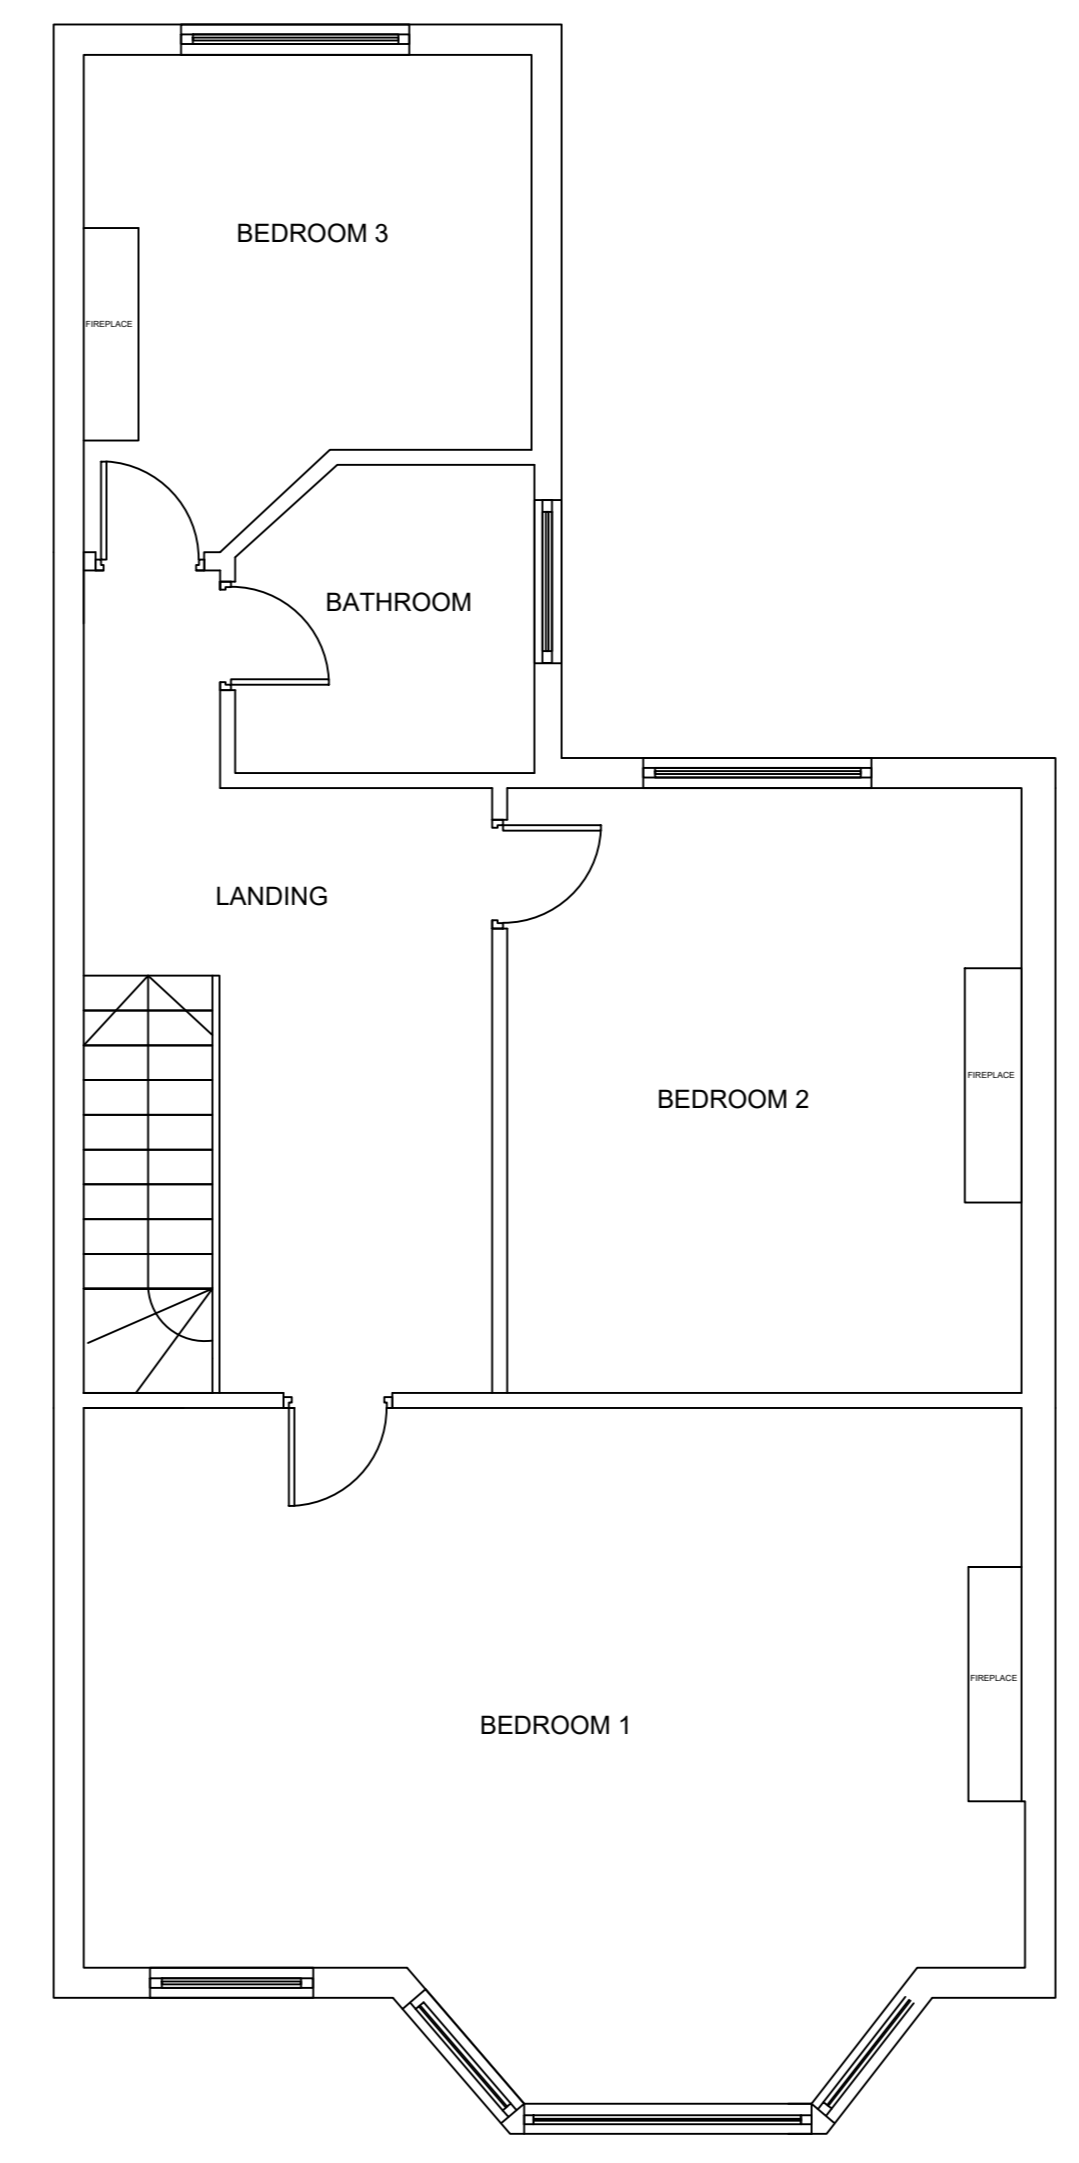 BEDROOM 3
FIREPLACE
BATHROOM
LANDING
FIREPLACE
BEDROOM 2
FIREPLACE
BEDROOM 1